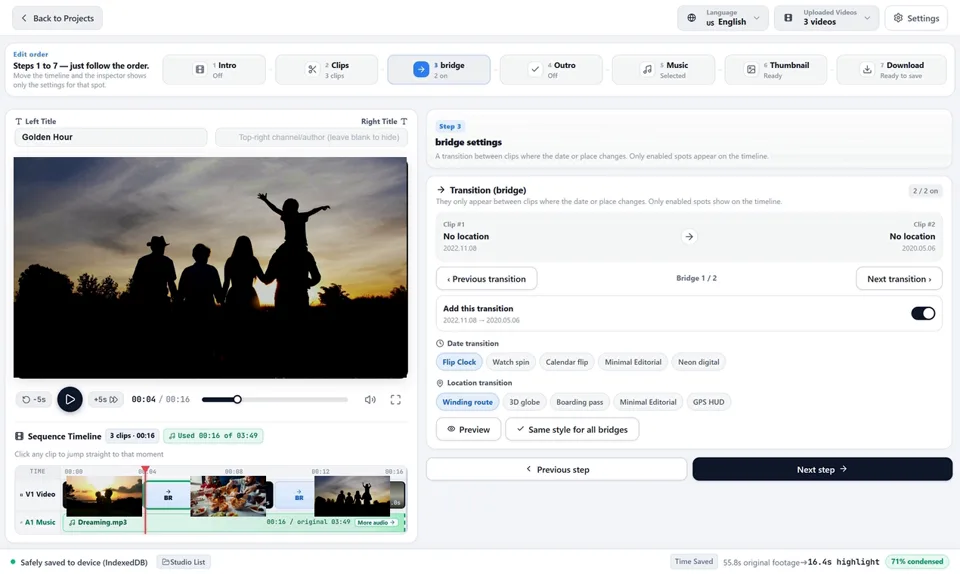 Back to Projects
Language
US English
Uploaded Videos
3 videos
Settings
Edit order
Steps 1 to 7 — just follow the order.
Move the timeline and the inspector shows
only the settings for that spot.
1 Intro
Off
2 Clips
3 clips
3 bridge
2 on
4 Outro
Off
5 Music
Selected
6 Thumbnail
Ready
7 Download
Ready to save
Left Title
Right Title
Golden Hour
Top-right channel/author (leave blank to hide)
-5s
+5s
00:04 / 00:16
Sequence Timeline
3 clips · 00:16
Used 00:16 of 03:49
Click any clip to jump straight to that moment
TIME
00:00
00:08
00:12
00:16
V1 Video
BR
BR
A1 Music
Dreaming.mp3
00:16 / original 03:49
More audio →
Step 3
bridge settings
A transition between clips where the date or place changes. Only enabled spots appear on the timeline.
Transition (bridge)
2 / 2 on
They only appear between clips where the date or place changes. Only enabled spots show on the timeline.
Clip #1
No location
2022.11.08
Clip #2
No location
2020.05.06
‹ Previous transition
Bridge 1 / 2
Next transition ›
Add this transition
2022.11.08 → 2020.05.06
Date transition
Flip Clock
Watch spin
Calendar flip
Minimal Editorial
Neon digital
Location transition
Winding route
3D globe
Boarding pass
Minimal Editorial
GPS HUD
Preview
Same style for all bridges
Previous step
Next step
Safely saved to device (IndexedDB)
Studio List
Time Saved
55.8s original footage→16.4s highlight
71% condensed